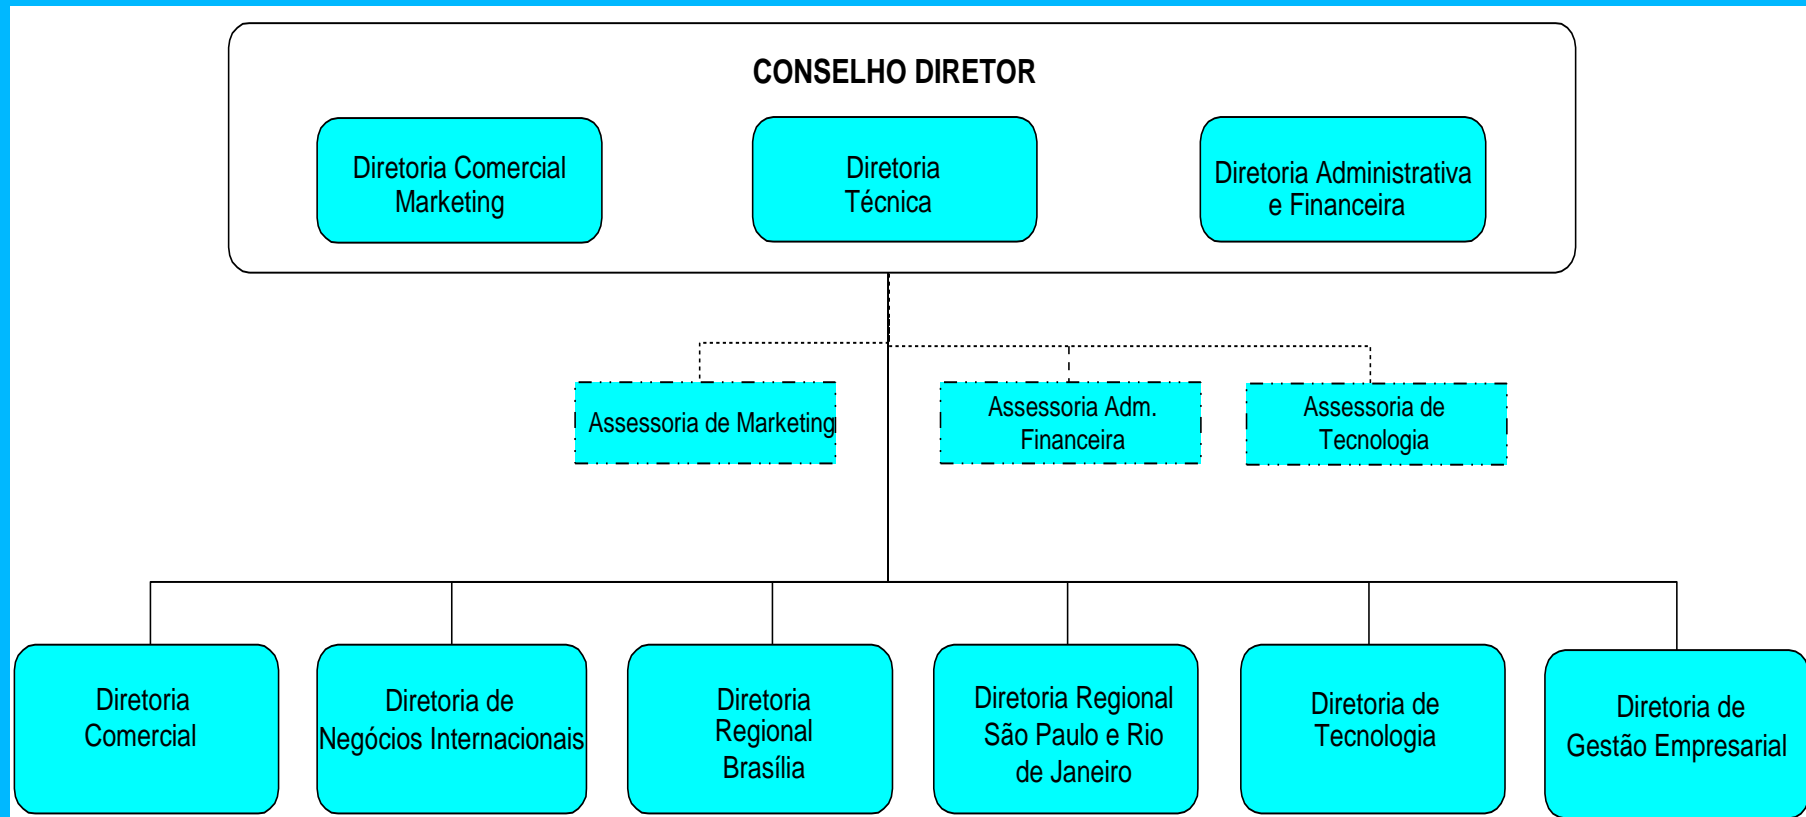 CONSELHO DIRETOR
Diretoria Comercial
Marketing
Diretoria
Técnica
Diretoria Administrativa
e Financeira
Assessoria de Marketing
Assessoria Adm.
Financeira
Assessoria de
Tecnologia
Diretoria
Comercial
Diretoria de
Negócios Internacionais
Diretoria
Regional
Brasília
Diretoria Regional
São Paulo e Rio
de Janeiro
Diretoria de
Tecnologia
Diretoria de
Gestão Empresarial